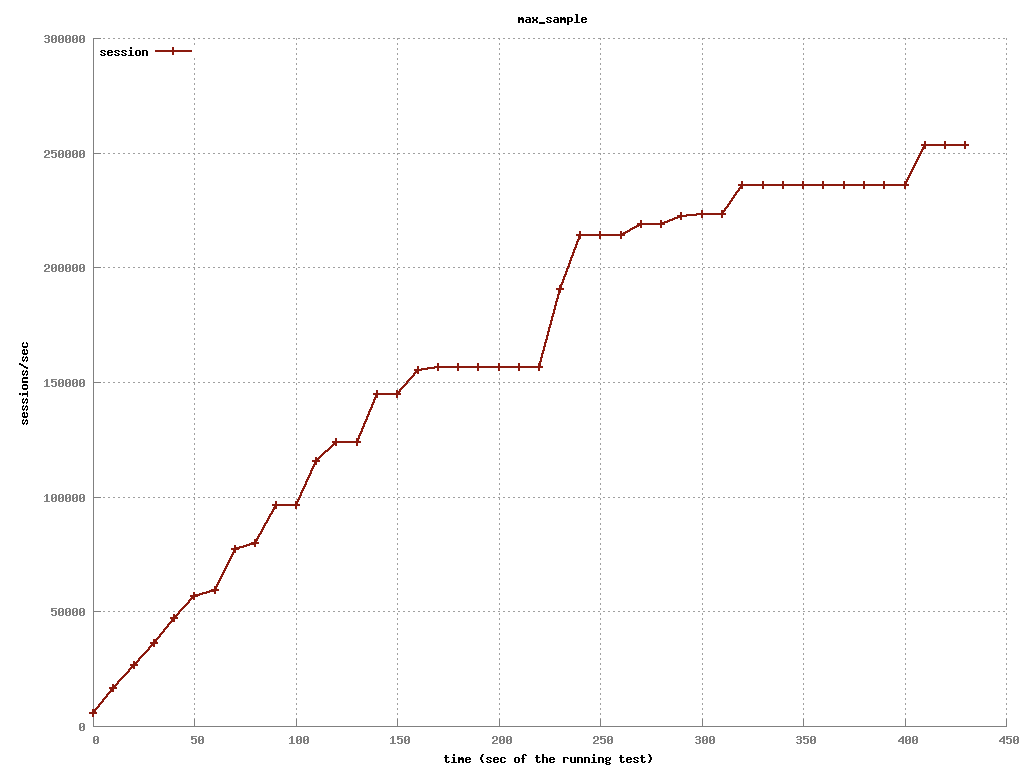 max_sample
300000
session
250000
200000
sessions/sec
150000
100000
50000
0
0 50 100 150 200 250 300 350 400 450
time (sec of the running test)